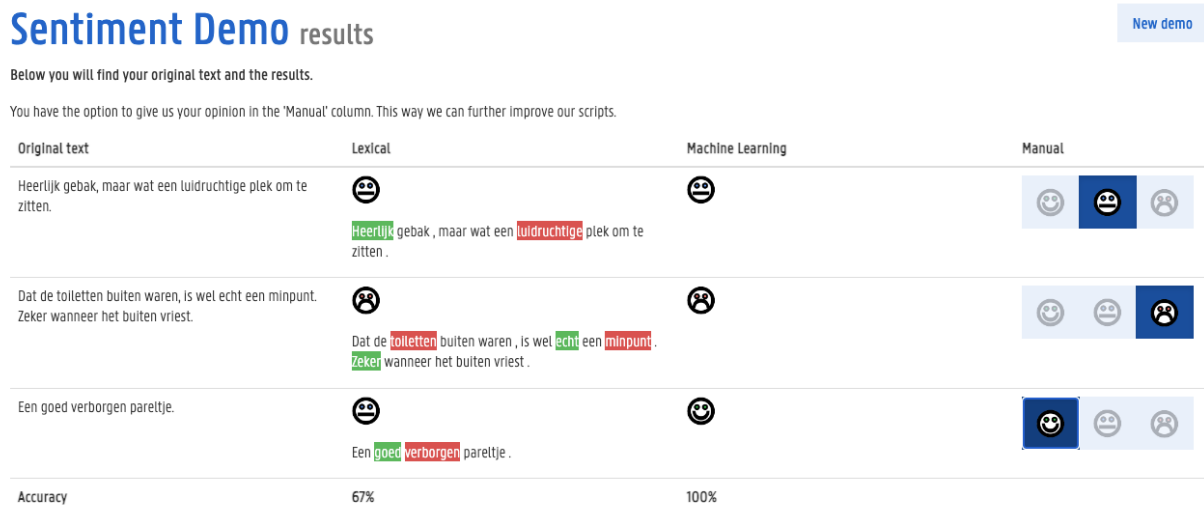 Sentiment Demo results
New demo
Below you will find your original text and the results.
You have the option to give us your opinion in the 'Manual' column. This way we can further improve our scripts.
Original text Lexical Machine Learning Manual
Heerlijk gebak, maar wat een luidruchtige plek om te
zitten.
Heerlijk gebak , maar wat een luidruchtige plek om te
zitten .
Dat de toiletten buiten waren, is wel echt een minpunt.
Zeker wanneer het buiten vriest.
Dat de toiletten buiten waren , is wel echt een minpunt .
Zeker wanneer het buiten vriest .
Een goed verborgen pareltje.
Een goed verborgen pareltje .
Accuracy 67% 100%